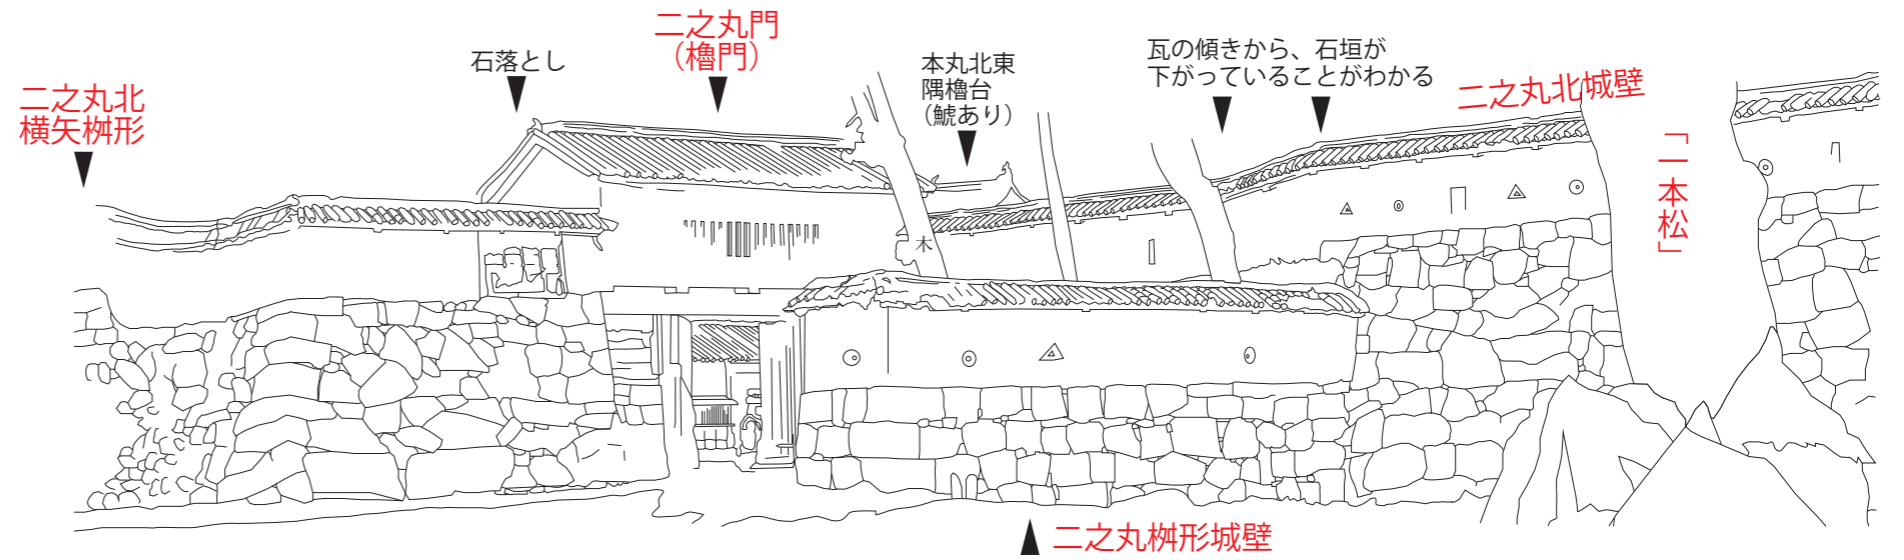 二之丸北
横矢桝形
石落とし
二之丸門
（櫓門）
本丸北東
隅櫓台
（鯱あり）
瓦の傾きから、石垣が
下がっていることがわかる
二之丸北城壁
「一本松」
木
二之丸桝形城壁